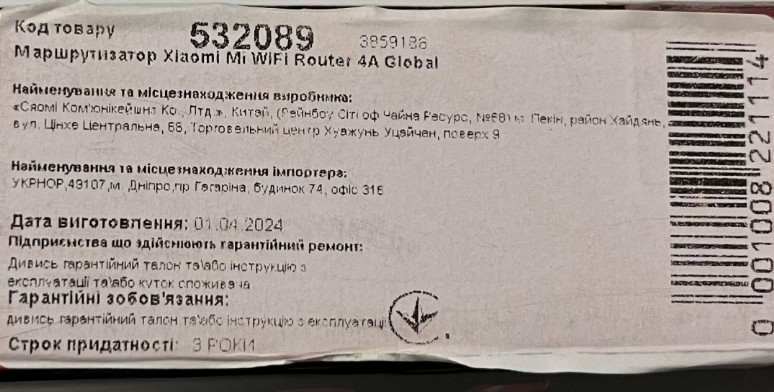 Код товару 532089 3859186
Маршрутизатор Xiaomi Mi WiFi Router 4A Global
Найменування та місцезнаходження виробника:
«Сяомі Ком'юнікейшнз Ко., Лтд.», Китай, (Рейнбоу Сіті оф Чайна Ресурс, №68) м. Пекін, район Хайдянь,
вул. Цінхе Центральна, 68, Торговельний центр Хуажунь Уцайчен, поверх 9
Найменування та місцезнаходження імпортера:
УКРНОР,49107,м. Дніпро,пр Гагаріна, будинок 74, офіс 316
Дата виготовлення: 01.04.2024
Підприємства що здійснюють гарантійний ремонт:
Дивись гарантійний талон та\або інструкцію з
експлуатації та\або куток споживача
Гарантійні зобов'язання:
дивись гарантійний талон та\або інструкцію з експлуатації
Строк придатності: 3 РОКИ
0 001008 221114